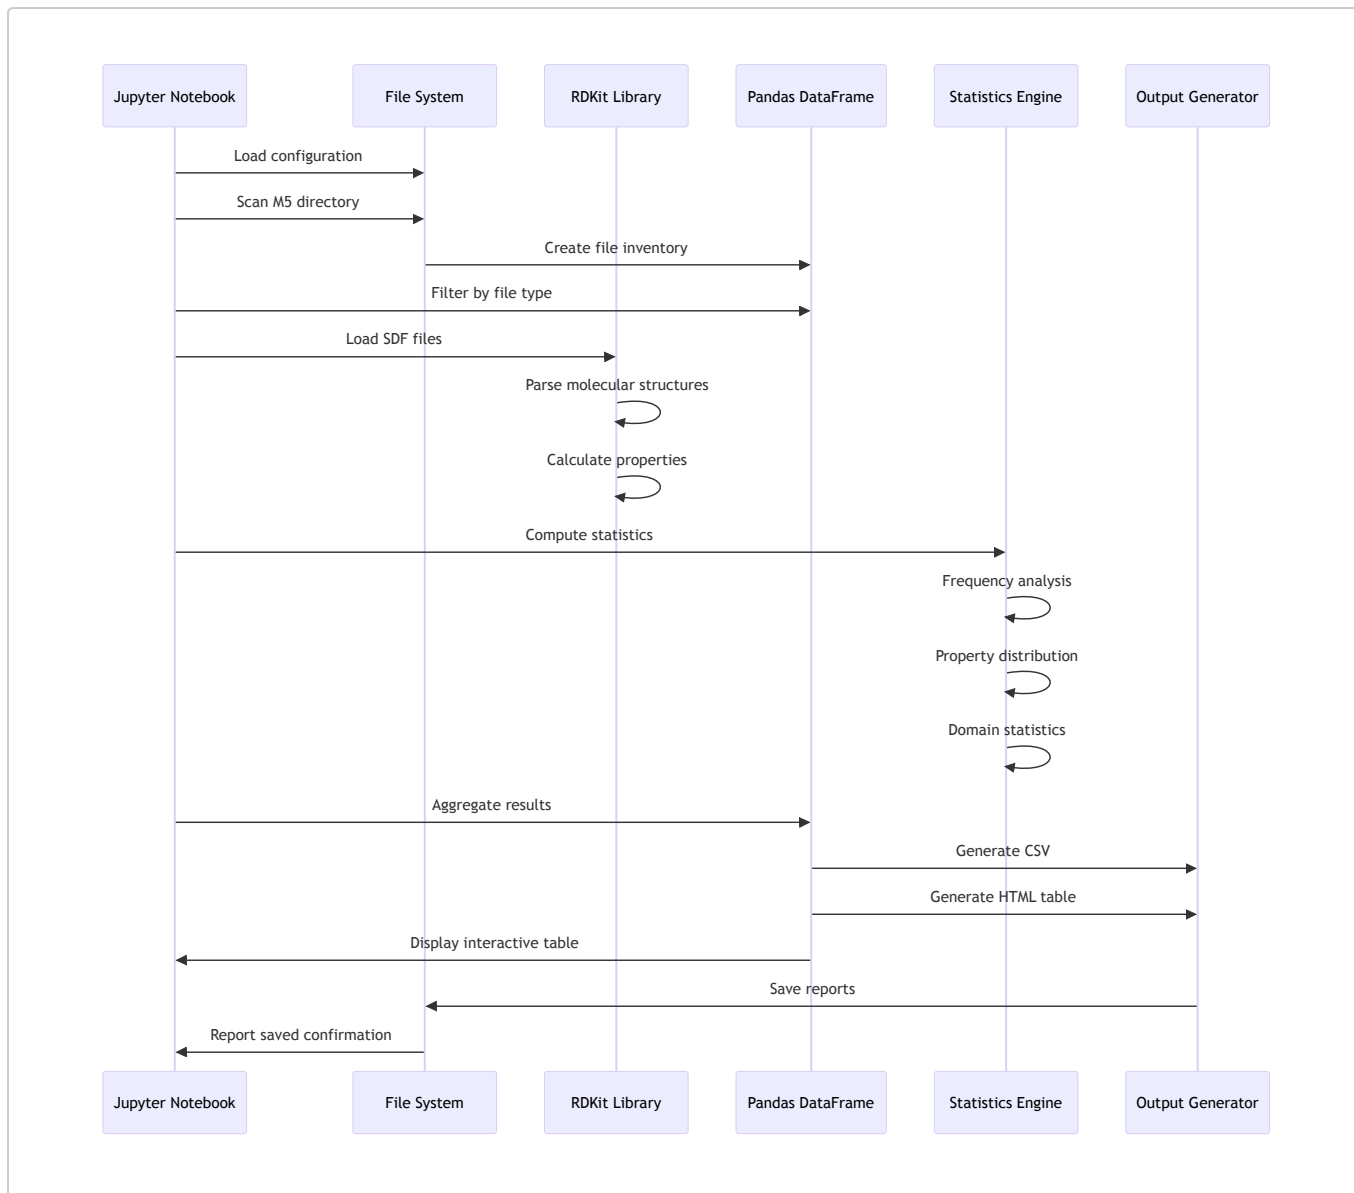 Jupyter Notebook
File System
RDKit Library
Pandas DataFrame
Statistics Engine
Output Generator
Load configuration
Scan M5 directory
Create file inventory
Filter by file type
Load SDF files
Parse molecular structures
Calculate properties
Compute statistics
Frequency analysis
Property distribution
Domain statistics
Aggregate results
Generate CSV
Generate HTML table
Display interactive table
Save reports
Report saved confirmation
Jupyter Notebook
File System
RDKit Library
Pandas DataFrame
Statistics Engine
Output Generator